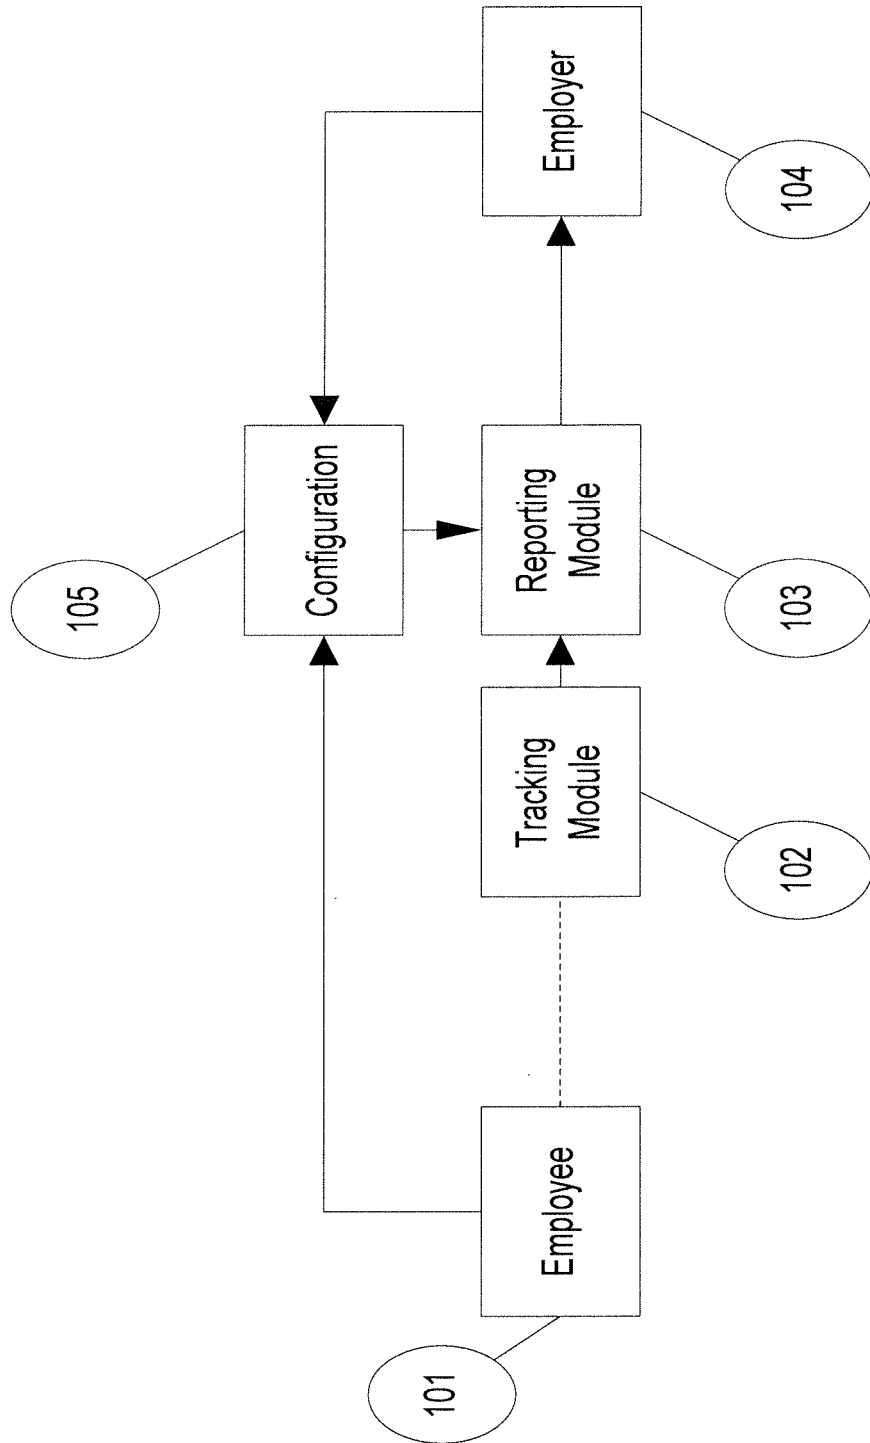 105
Configuration
101
Employee
Tracking
Module
Reporting
Module
Employer
102
103
104